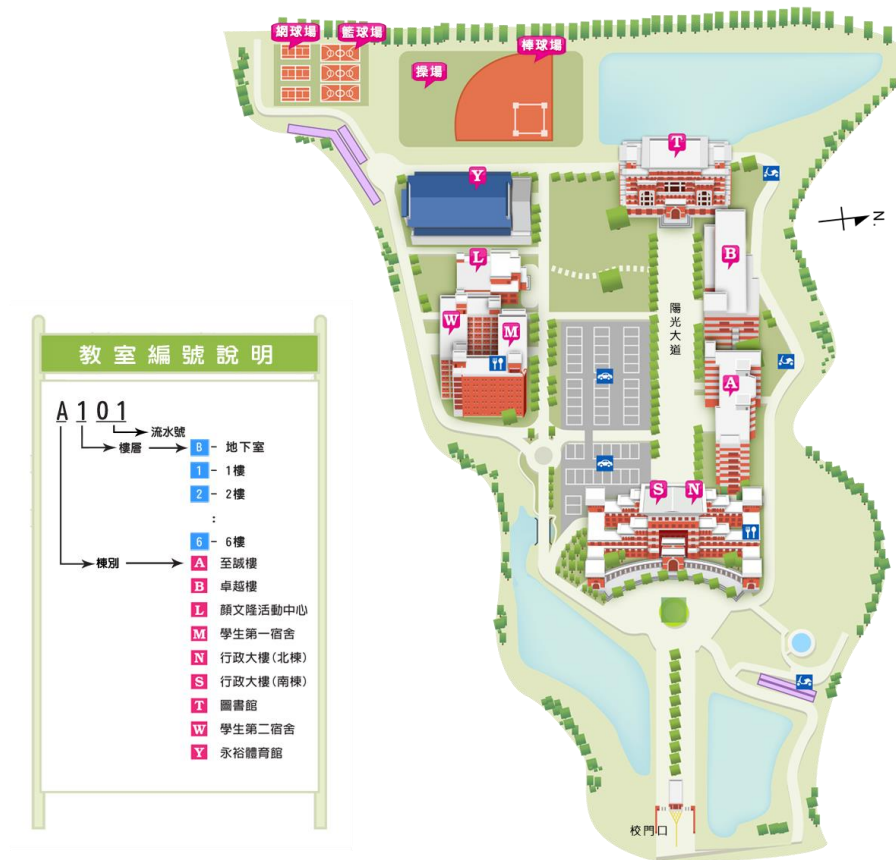 網球場
籃球場
棒球場
操場
T
Y
N.
B
L
W
M
陽光大道
A
S
N
校門口
教室編號說明
A101
流水號
樓層
B - 地下室
1 - 1樓
2 - 2樓
:
6 - 6樓
棟別
A 至誠樓
B 卓越樓
L 顏文隆活動中心
M 學生第一宿舍
N 行政大樓(北棟)
S 行政大樓(南棟)
T 圖書館
W 學生第二宿舍
Y 永裕體育館